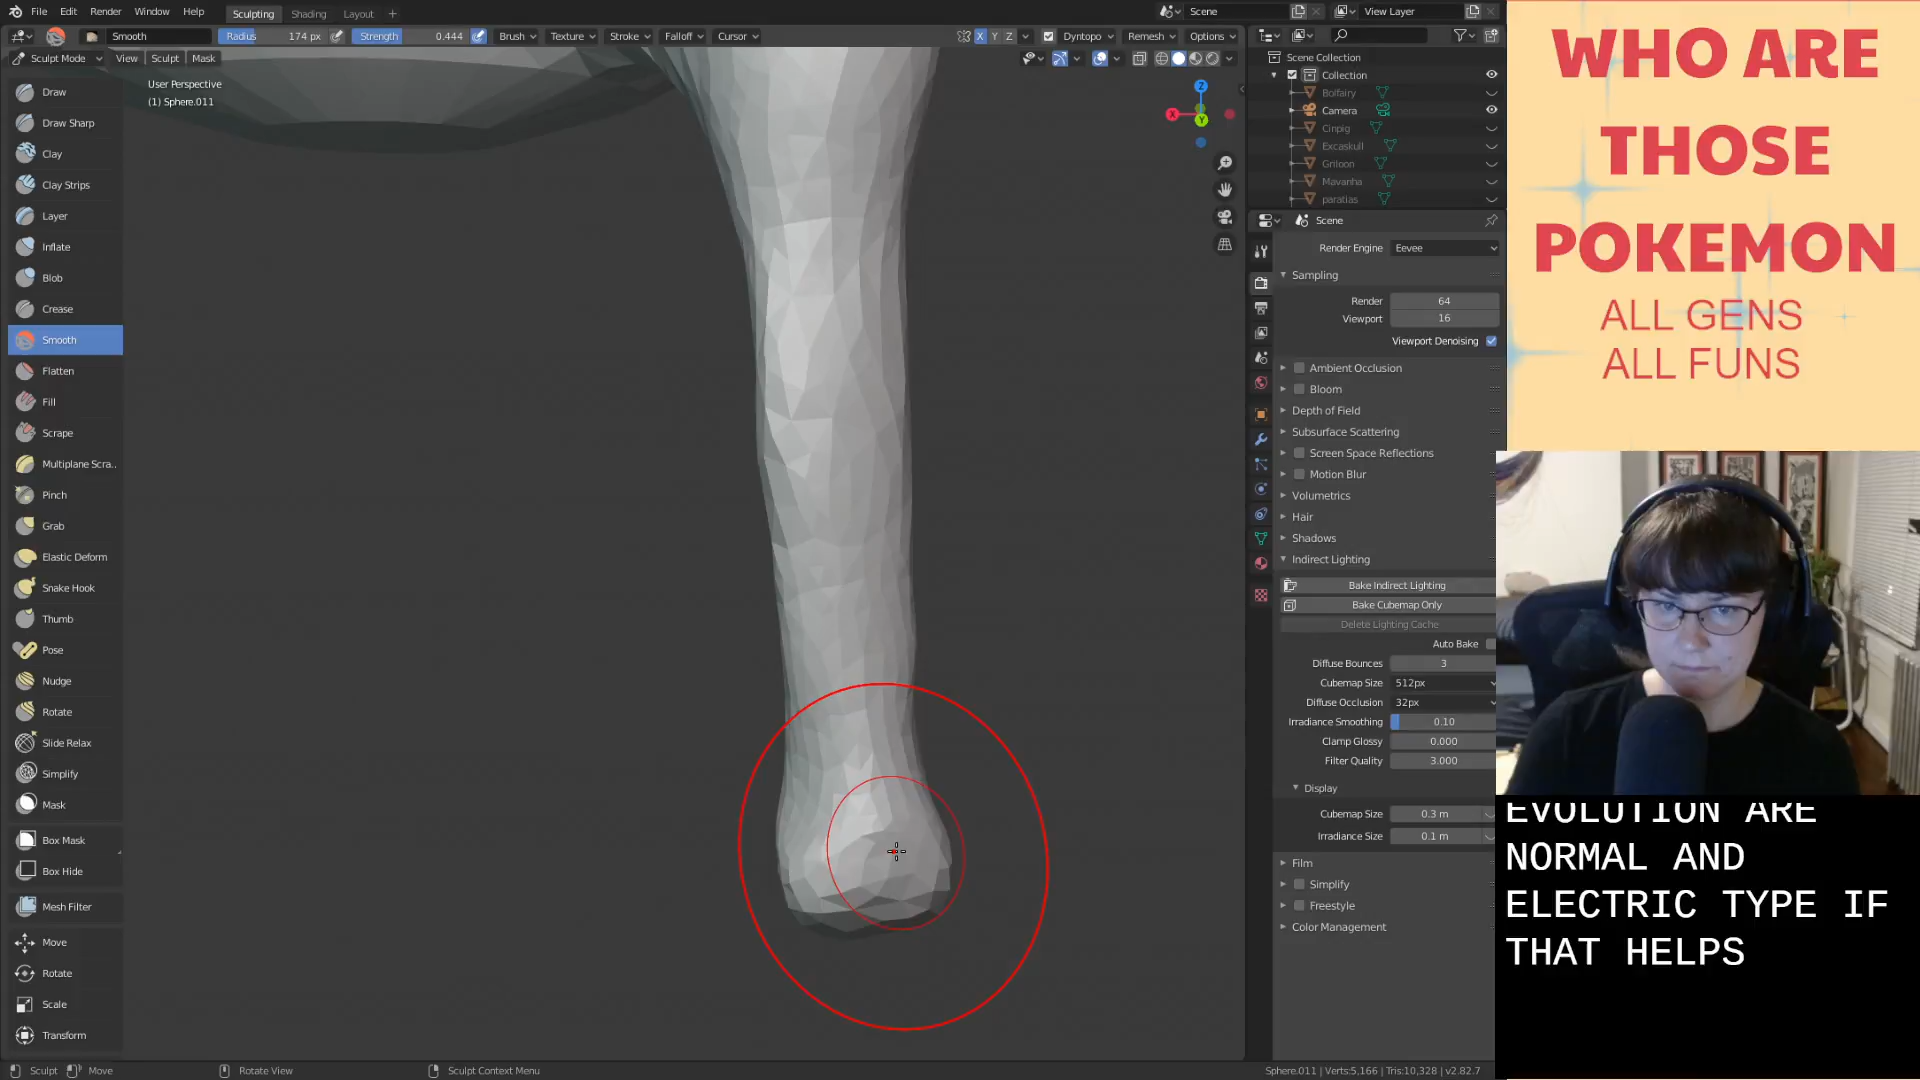 File Edit Render Window Help Sculpting Shading Layout + Scene View Layer
Smooth Radius 174 px Strength 0.444 Brush Texture Stroke Falloff Cursor X Y Z Dyntopo Remesh Options
Sculpt Mode View Sculpt Mask
User Perspective
(1) Sphere.011
Draw
Draw Sharp
Clay
Clay Strips
Layer
Inflate
Blob
Crease
Smooth
Flatten
Fill
Scrape
Multiplane Scra..
Pinch
Grab
Elastic Deform
Snake Hook
Thumb
Pose
Nudge
Rotate
Slide Relax
Simplify
Mask
Box Mask
Box Hide
Mesh Filter
Move
Rotate
Scale
Transform
Z
X
Y
Scene Collection
Collection
Bolfairy
Camera
Cinpig
Excaskull
Griloon
Mavanha
paratias
Scene
Render Engine Eevee
Sampling
Render 64
Viewport 16
Viewport Denoising
Ambient Occlusion
Bloom
Depth of Field
Subsurface Scattering
Screen Space Reflections
Motion Blur
Volumetrics
Hair
Shadows
Indirect Lighting
Bake Indirect Lighting
Bake Cubemap Only
Delete Lighting Cache
Auto Bake
Diffuse Bounces 3
Cubemap Size 512px
Diffuse Occlusion 32px
Irradiance Smoothing 0.10
Clamp Glossy 0.000
Filter Quality 3.000
Display
Cubemap Size 0.3 m
Irradiance Size 0.1 m
Film
Simplify
Freestyle
Color Management
WHO ARE
THOSE
POKEMON
ALL GENS
ALL FUNS
EVOLUTION ARE
NORMAL AND
ELECTRIC TYPE IF
THAT HELPS
Sculpt Move Rotate View Sculpt Context Menu Sphere.011 | Verts:5,166 | Tris:10,328 | v2.82.7